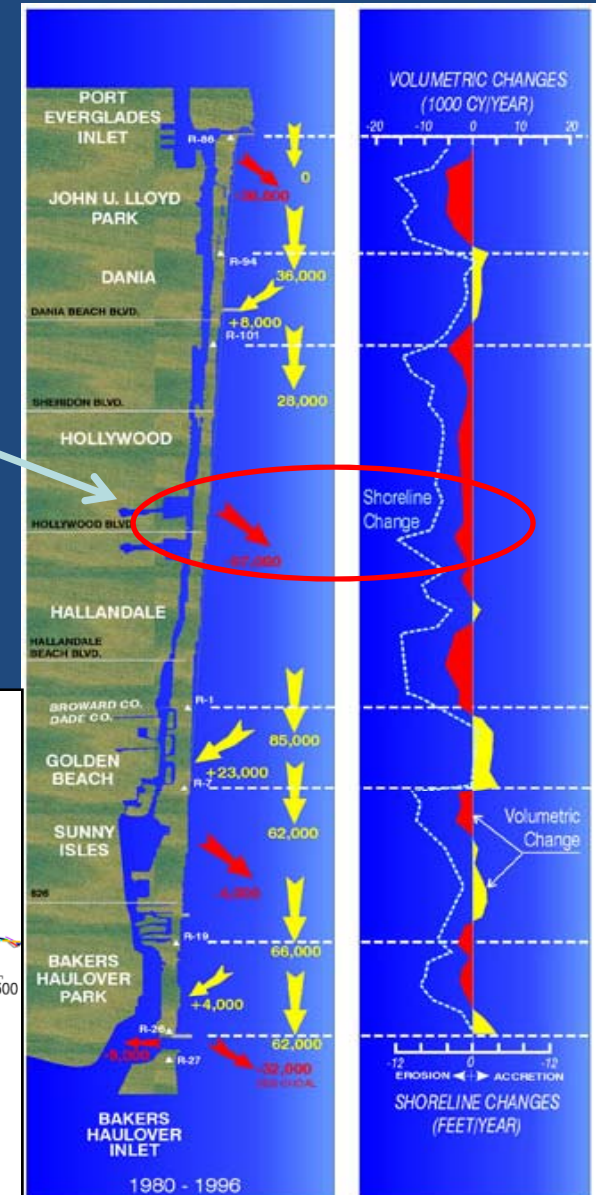 PORT
EVERGLADES
INLET
R-86
0
-36,000
JOHN U. LLOYD
PARK
R-94
DANIA
36,000
DANIA BEACH BLVD.
+8,000
R-101
SHERIDON BLVD.
28,000
HOLLYWOOD
HOLLYWOOD BLVD.
HALLANDALE
HALLANDALE
BEACH BLVD.
BROWARD CO.
DADE CO.
R-1
85,000
GOLDEN
BEACH
+23,000
R-7
SUNNY
ISLES
62,000
826
R-19
66,000
BAKERS
HAULOVER
PARK
+4,000
R-26
62,000
R-27
-32,000
BAKERS
HAULOVER
INLET
1980 - 1996
VOLUMETRIC CHANGES
(1000 CY/YEAR)
-20 -10 0 10 20
Shoreline
Change
Volumetric
Change
-12 0 -12
EROSION ACCRETION
SHORELINE CHANGES
(FEET/YEAR)